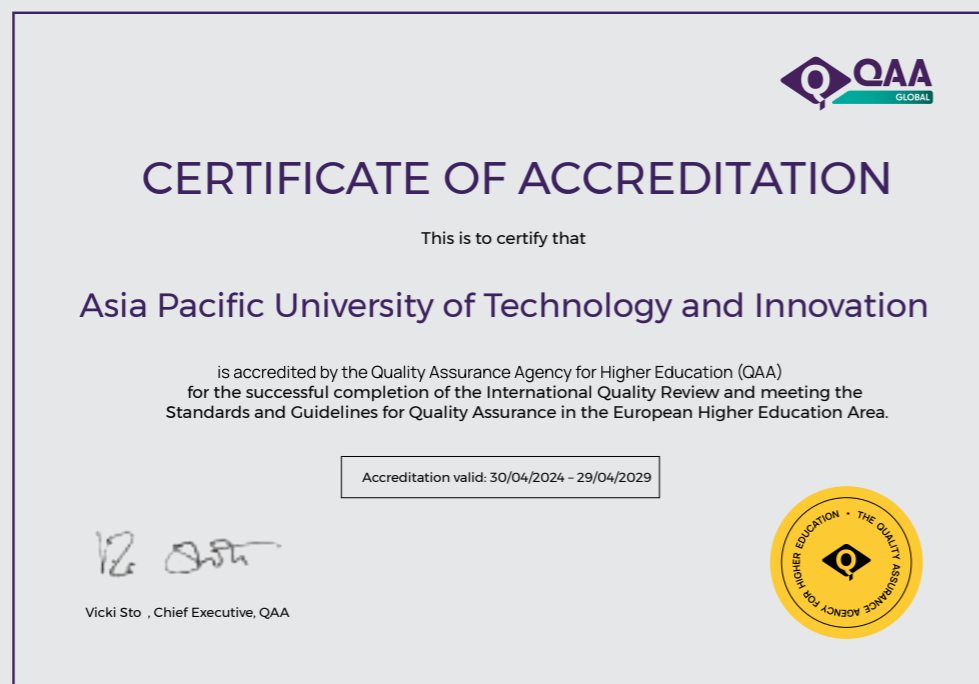 QAA
GLOBAL
CERTIFICATE OF ACCREDITATION
This is to certify that
Asia Pacific University of Technology and Innovation
is accredited by the Quality Assurance Agency for Higher Education (QAA)
for the successful completion of the International Quality Review and meeting the
Standards and Guidelines for Quality Assurance in the European Higher Education Area.
Accreditation valid: 30/04/2024 – 29/04/2029
Vicki Sto , Chief Executive, QAA
THE QUALITY ASSURANCE AGENCY FOR HIGHER EDUCATION •